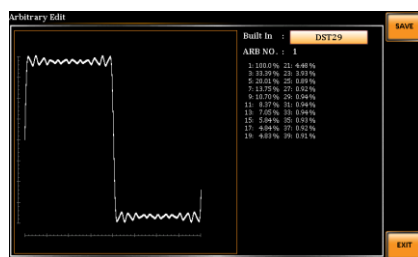 Arbitrary Edit
SAVE
Built In : DST29
ARB NO. : 1
1: 100.0 % 21: 4.48 %
3: 33.39 % 23: 3.93 %
5: 20.01 % 25: 0.89 %
7: 13.75 % 27: 0.92 %
9: 10.70 % 29: 0.94 %
11: 8.37 % 31: 0.94 %
13: 7.05 % 33: 0.94 %
15: 5.84 % 35: 0.93 %
17: 4.84 % 37: 0.92 %
19: 4.83 % 39: 0.91 %
EXIT